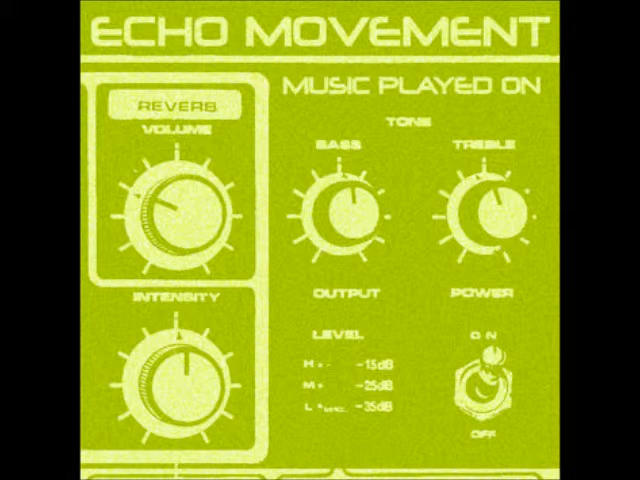 ECHO MOVEMENT
MUSIC PLAYED ON
REVERB
VOLUME
TONE
BASS TREBLE
INTENSITY
OUTPUT POWER
LEVEL
ON
H -15dB
M -25dB
L -35dB
OFF